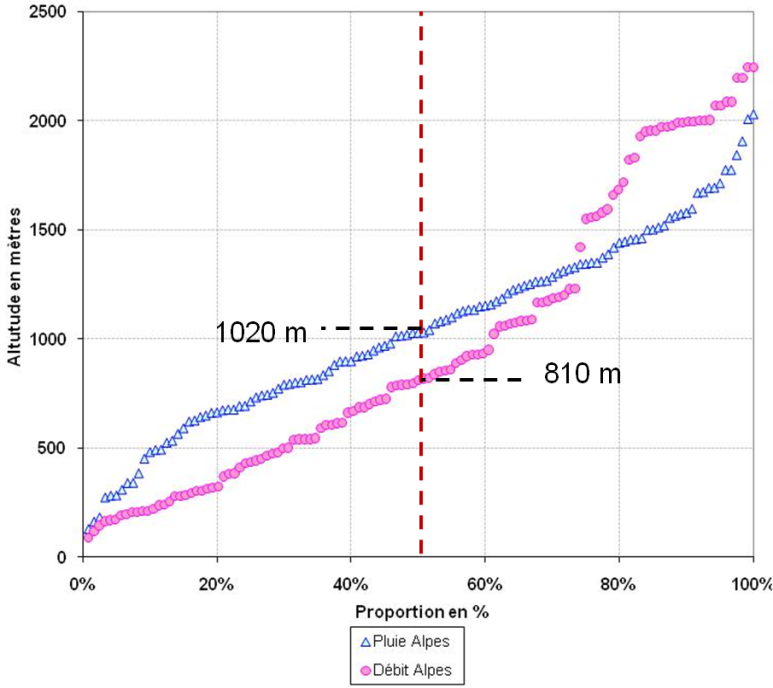 2500
2000
1500
1000
500
0
Altutude en mètres
1020 m
810 m
0%
20%
40%
60%
80%
100%
Proportion en %
Pluie Alpes
Débit Alpes